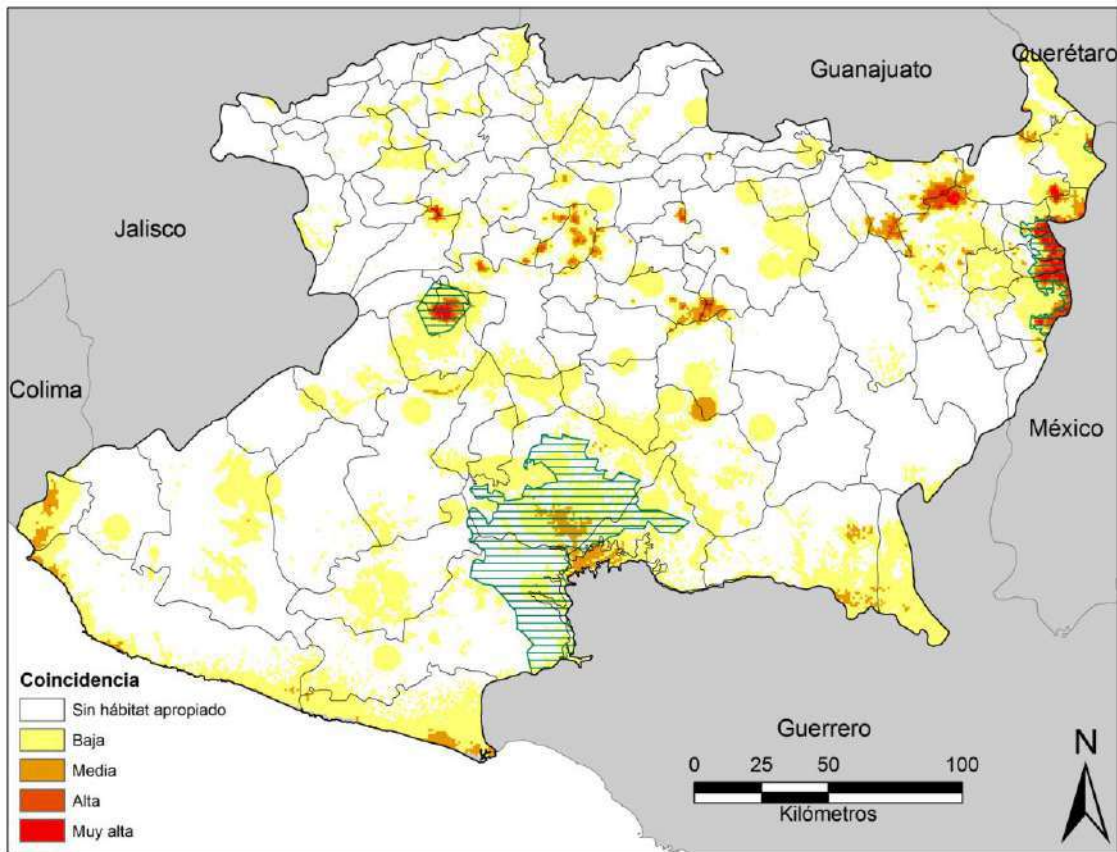 Querétaro
Guanajuato
Jalisco
Colima
México
Guerrero
Coincidencia
Sin hábitat apropiado
Baja
Media
Alta
Muy alta
0 25 50 100
Kilómetros
N